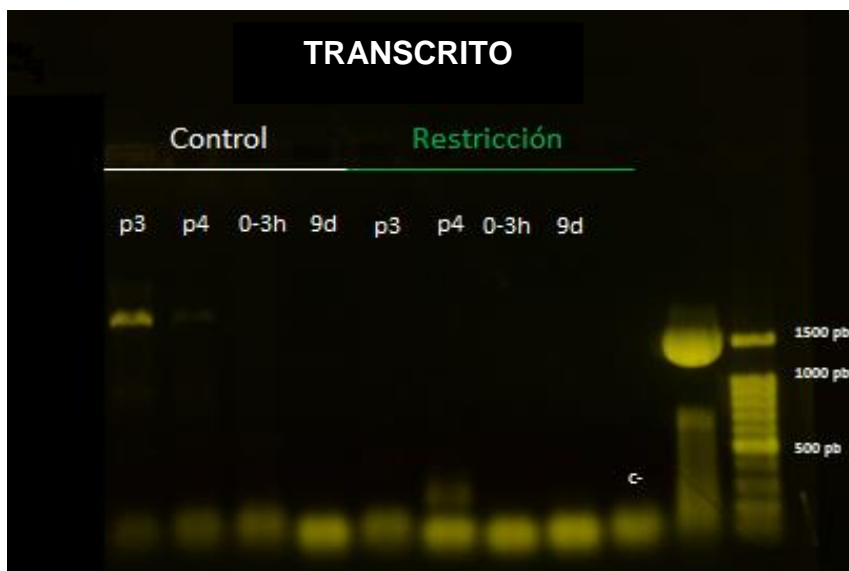 TRANSCRITO
Control Restricción
p3 p4 0-3h 9d p3 p4 0-3h 9d
1500 pb
1000 pb
500 pb
C-